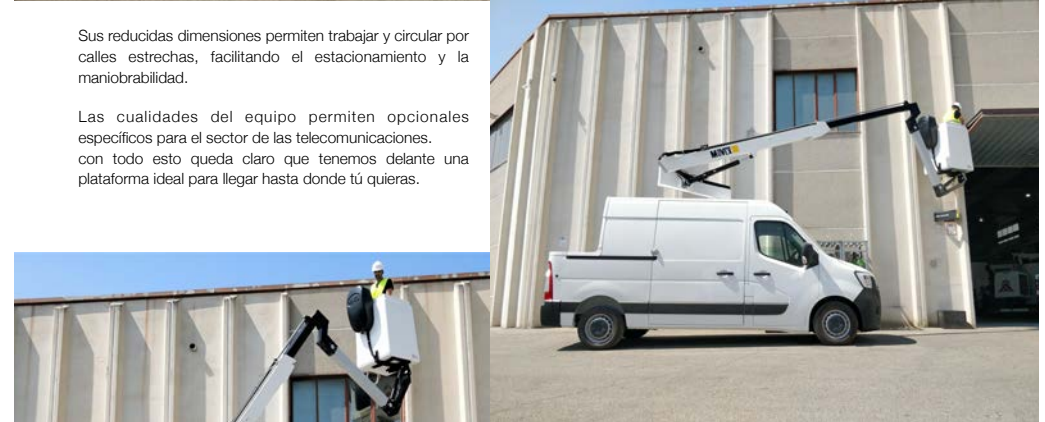 Sus reducidas dimensiones permiten trabajar y circular por
calles estrechas, facilitando el estacionamiento y la
maniobrabilidad.
Las cualidades del equipo permiten opcionales
específicos para el sector de las telecomunicaciones.
con todo esto queda claro que tenemos delante una
plataforma ideal para llegar hasta donde tú quieras.
MOVEX